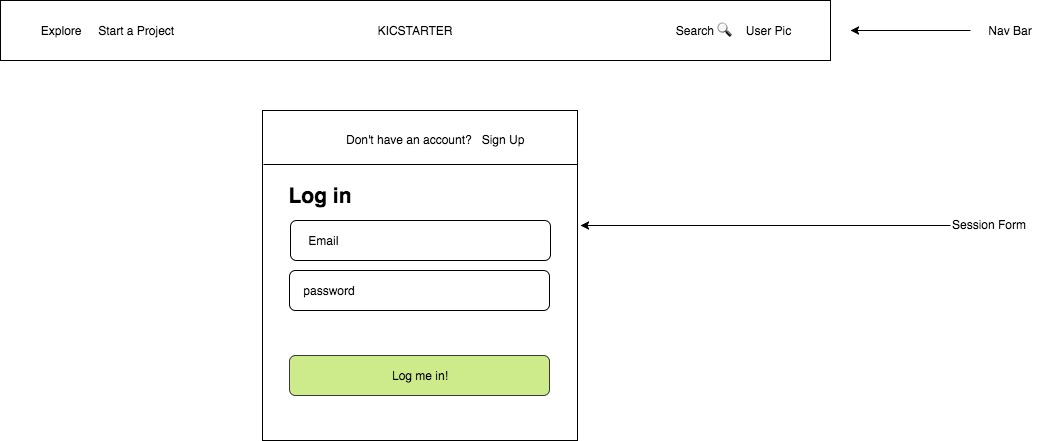 Explore Start a Project KICSTARTER Search 🔍 User Pic Nav Bar
Don't have an account? Sign Up
Log in
Email
Session Form
password
Log me in!